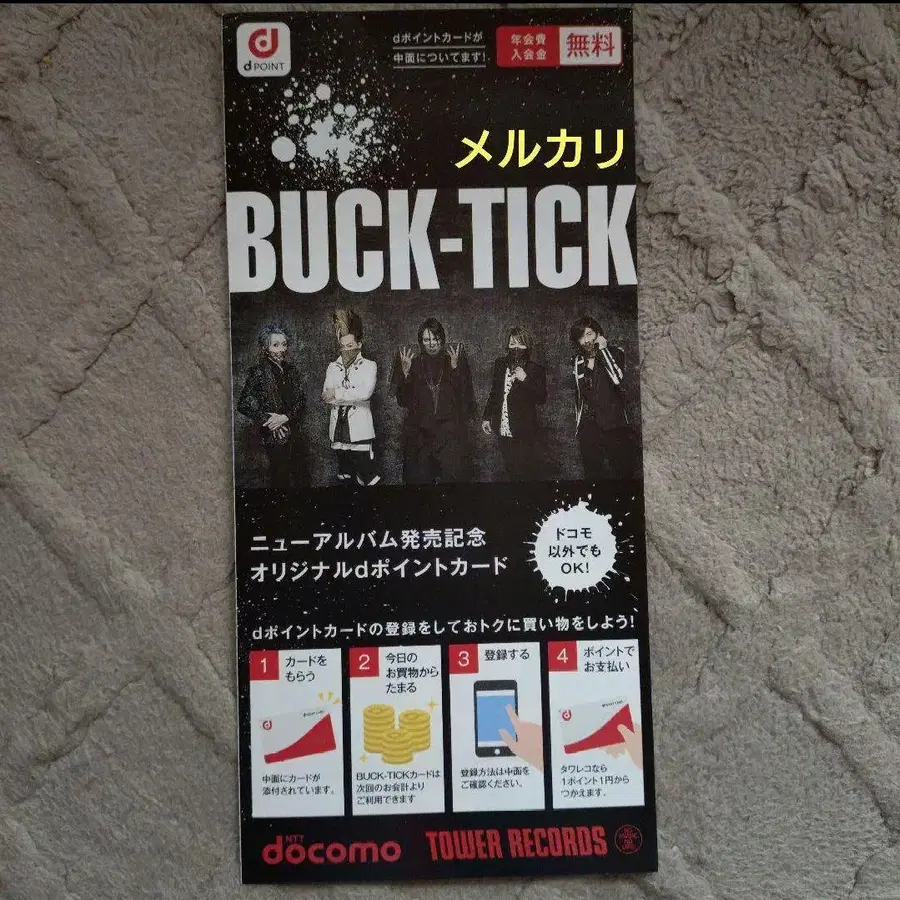 d POINT
dポイントカードが
中面についてます!
年会費
入会金
無料
メルカリ
BUCK-TICK
ニューアルバム発売記念
オリジナルdポイントカード
ドコモ
以外でも
OK!
dポイントカードの登録をしておトクに買い物をしよう!
1 カードを
もらう
中面にカードが
添付されています。
2 今日の
お買物から
たまる
BUCK-TICKカードは
次回のお会計より
ご利用できます
3 登録する
登録方法は中面を
ご確認ください。
4 ポイントで
お支払い
タワレコなら
1ポイント1円から
つかえます。
NTT
döcomo
TOWER RECORDS
NO
MUSIC
NO
LIFE